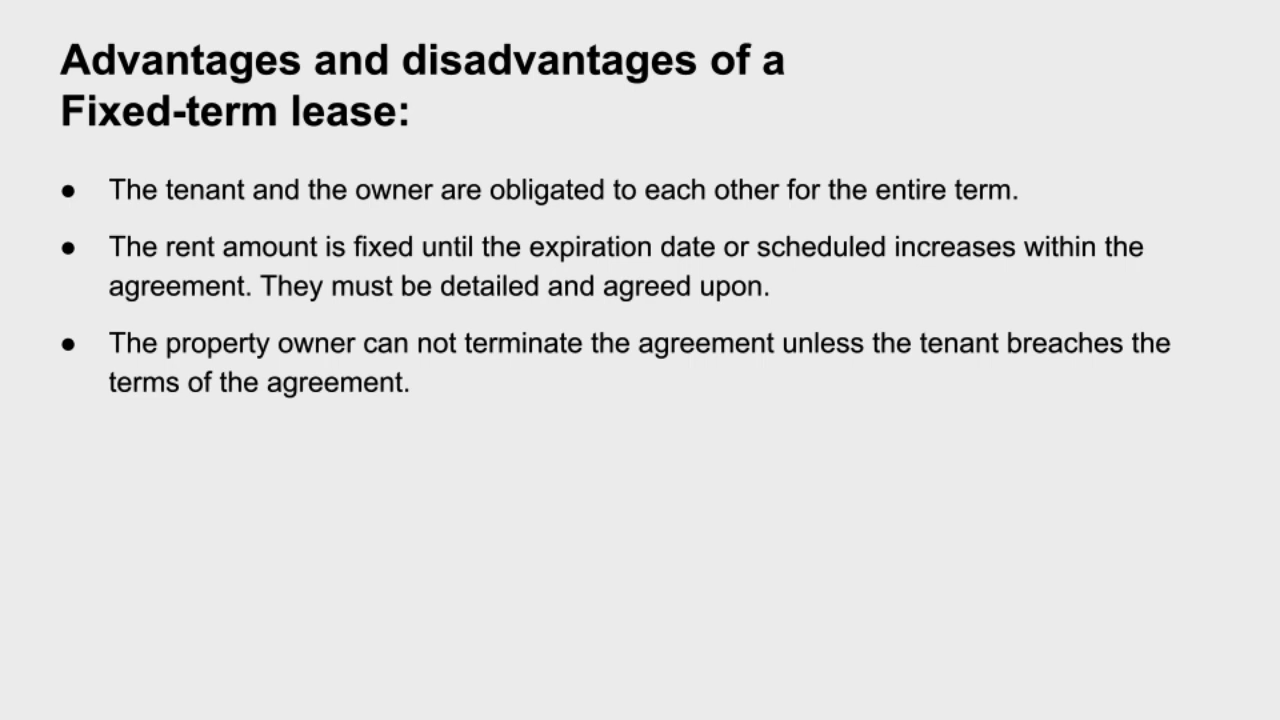 Advantages and disadvantages of a
Fixed-term lease:
● The tenant and the owner are obligated to each other for the entire term.
● The rent amount is fixed until the expiration date or scheduled increases within the
agreement. They must be detailed and agreed upon.
● The property owner can not terminate the agreement unless the tenant breaches the
terms of the agreement.